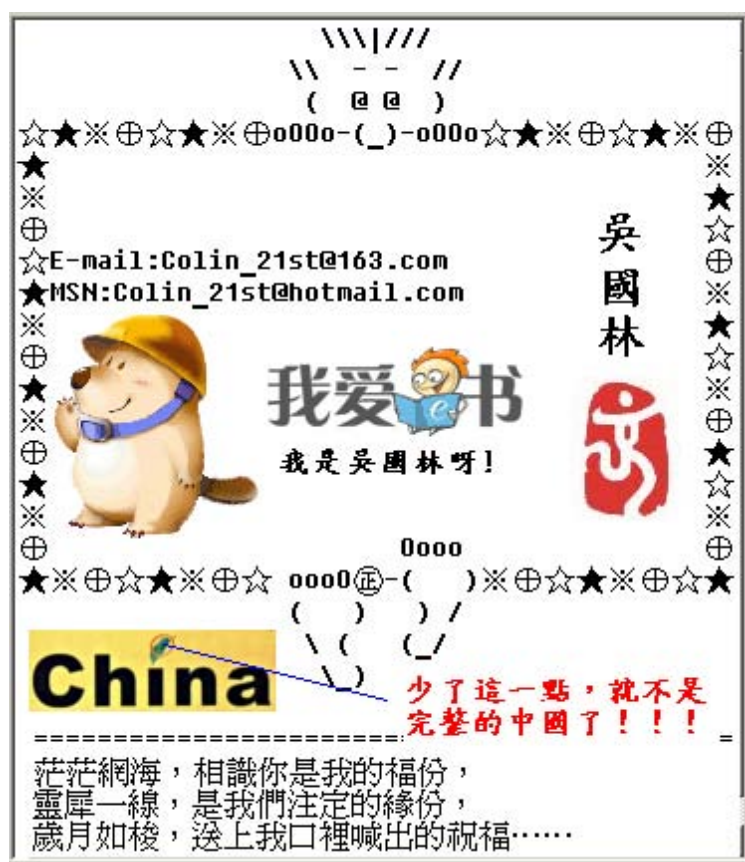 \\\|///
\\ - - //
( @ @ )
☆★※⊕☆★※⊕oOOo-(_)-oOOo☆★※⊕☆★※⊕
★ ※
※ ★
⊕ ☆
☆E-mail:Colin_21st@163.com ⊕
★MSN:Colin_21st@hotmail.com ※
※ ★
⊕ ☆
★ ※
※ ⊕
⊕ ★
★ ☆
※ ※
⊕ ⊕
吳國林
我爱e书
我是吴國林呀!
Oooo
★※⊕☆★※⊕☆ oooO㊣-( )※⊕☆★※⊕☆★
( ) ) /
\ ( (_/
\_)
China
少了這一點，就不是
完整的中國了！！！
==========================
茫茫網海，相識你是我的福份，
靈犀一線，是我們注定的緣份，
歲月如梭，送上我口裡喊出的祝福……